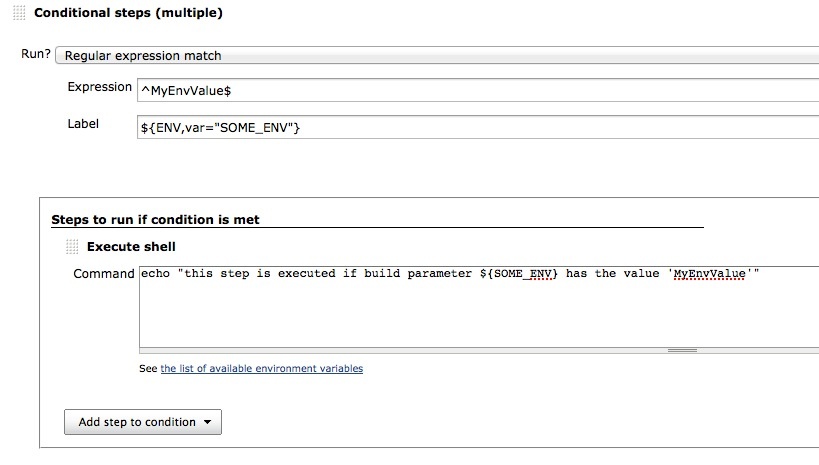 Conditional steps (multiple)
Run? Regular expression match
Expression ^MyEnvValue$
Label ${ENV,var="SOME_ENV"}
Steps to run if condition is met
Execute shell
Command echo "this step is executed if build parameter ${SOME_ENV} has the value 'MyEnvValue'"
See the list of available environment variables
Add step to condition